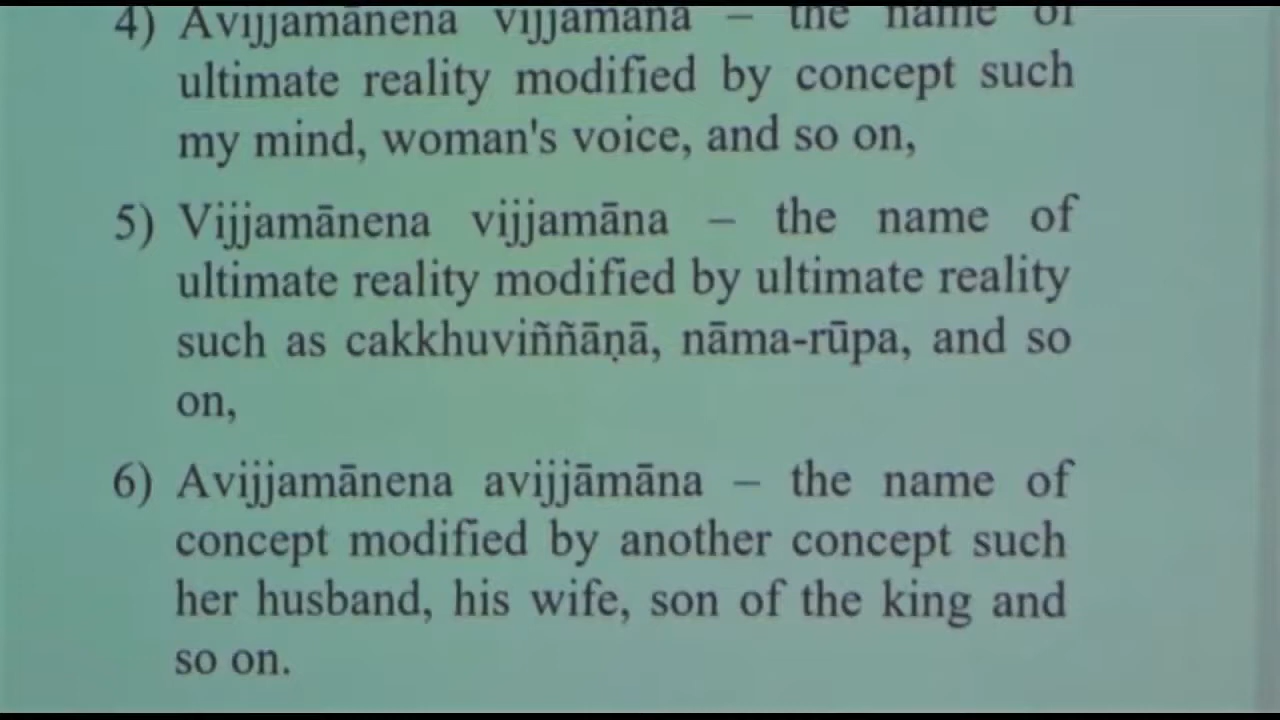 4) Avijjamānena vijjamāna – the name of
ultimate reality modified by concept such
my mind, woman's voice, and so on,
5) Vijjamānena vijjamāna – the name of
ultimate reality modified by ultimate reality
such as cakkhuviññāṇā, nāma-rūpa, and so
on,
6) Avijjamānena avijjāmāna – the name of
concept modified by another concept such
her husband, his wife, son of the king and
so on.